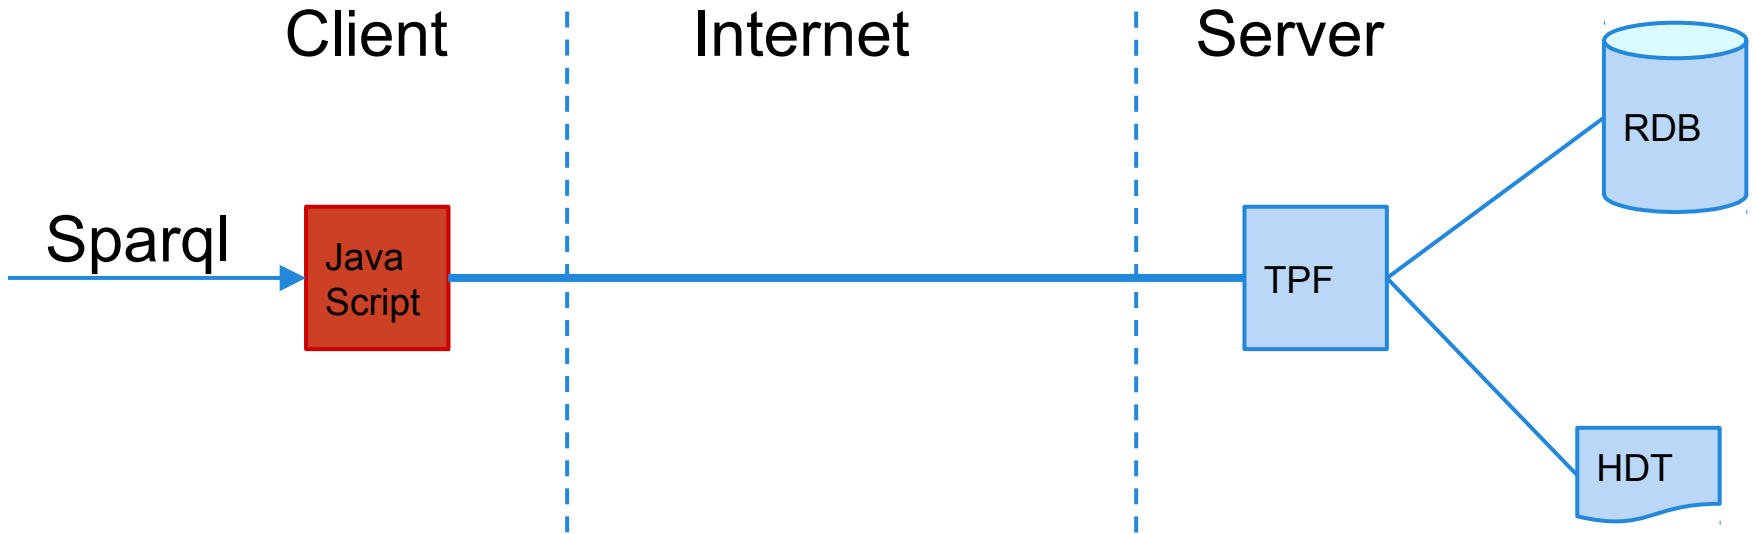 Client
Internet
Server
RDB
Sparql
Java
Script
TPF
HDT